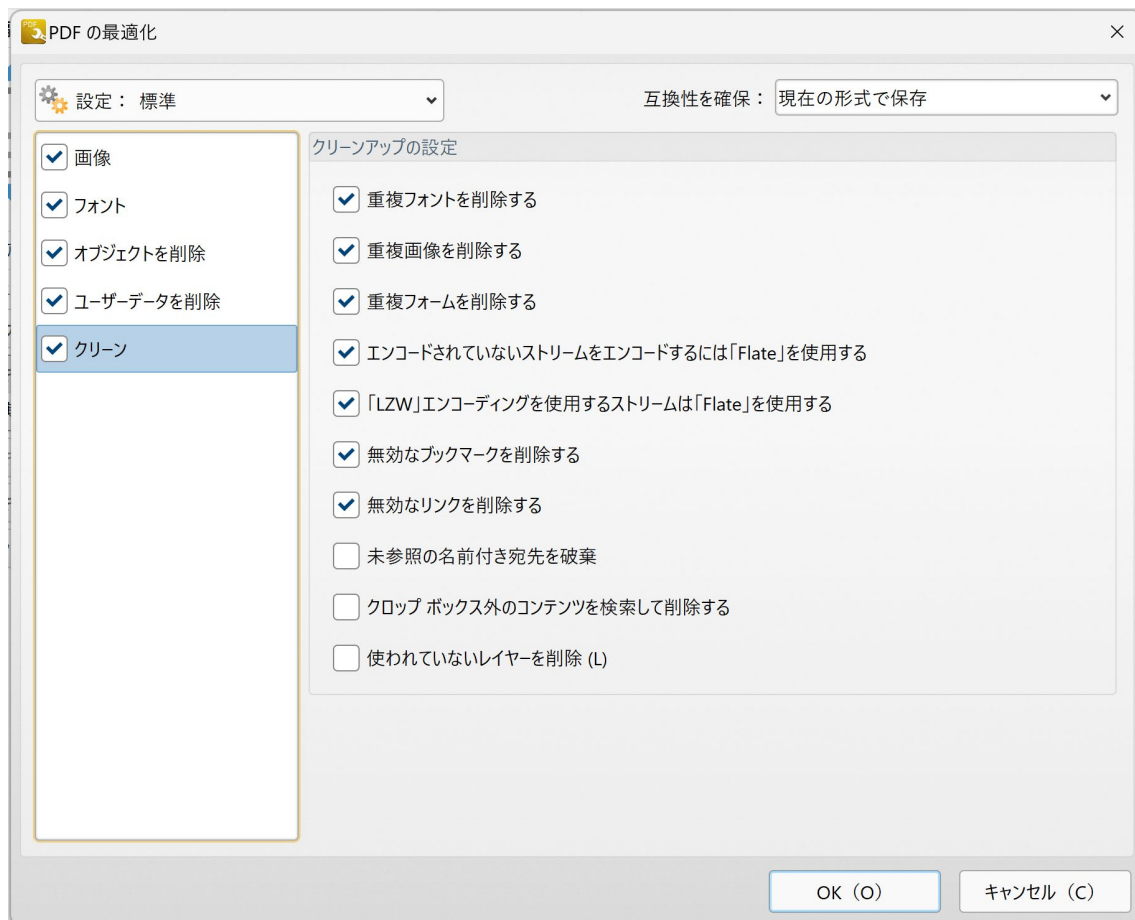 PDF の最適化
設定： 標準
互換性を確保： 現在の形式で保存
画像
フォント
オブジェクトを削除
ユーザーデータを削除
クリーン
クリーンアップの設定
重複フォントを削除する
重複画像を削除する
重複フォームを削除する
エンコードされていないストリームをエンコードするには「Flate」を使用する
「LZW」エンコーディングを使用するストリームは「Flate」を使用する
無効なブックマークを削除する
無効なリンクを削除する
未参照の名前付き宛先を破棄
クロップ ボックス外のコンテンツを検索して削除する
使われていないレイヤーを削除 (L)
OK（O）
キャンセル（C）